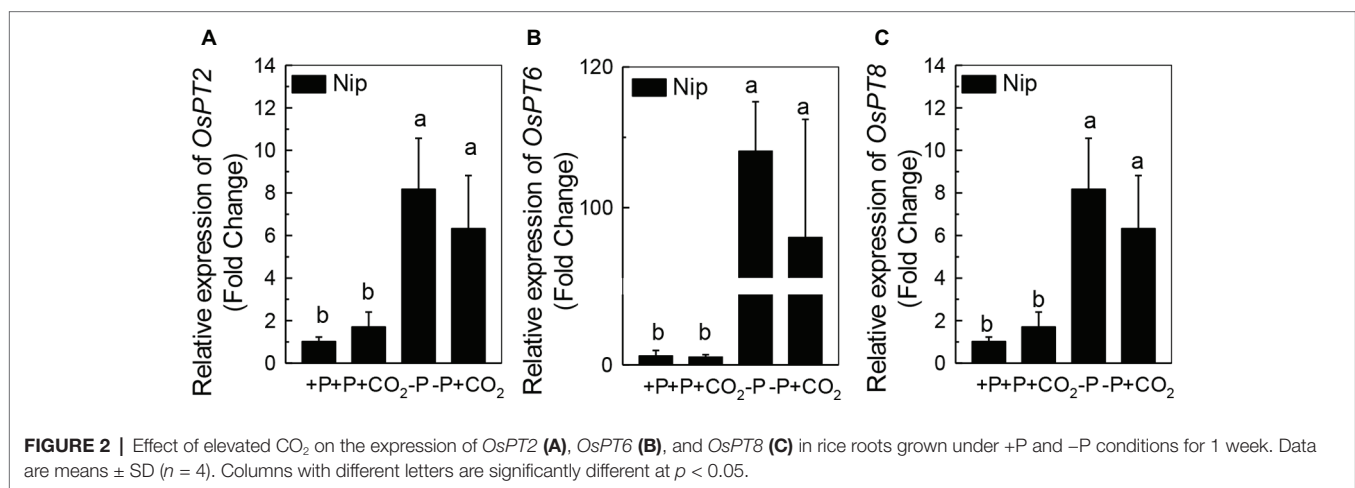 A
Relative expression of OsPT2
(Fold Change)
14
12
10
8
6
4
2
0
Nip
b
b
a
a
+P+P+CO₂-P -P+CO₂
B
Relative expression of OsPT6
(Fold Change)
120
100
0
Nip
b
b
a
a
+P+P+CO₂-P -P+CO₂
C
Relative expression of OsPT8
(Fold Change)
14
12
10
8
6
4
2
0
Nip
b
b
a
a
+P+P+CO₂-P -P+CO₂
FIGURE 2 | Effect of elevated CO₂ on the expression of OsPT2 (A), OsPT6 (B), and OsPT8 (C) in rice roots grown under +P and −P conditions for 1 week. Data
are means ± SD (n = 4). Columns with different letters are significantly different at p < 0.05.